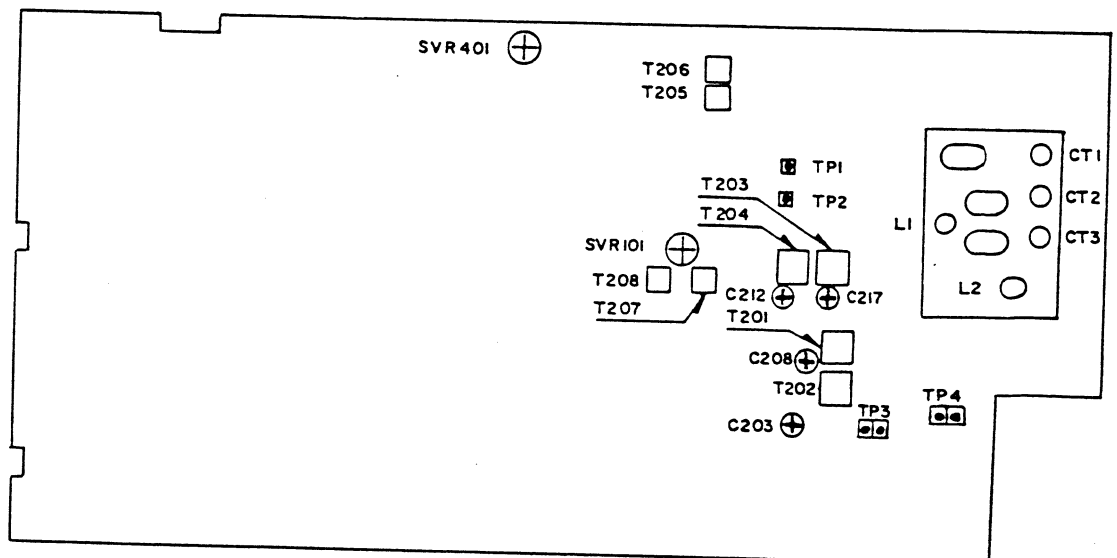 SVR401
T206
T205
TP1
CT1
T203
TP2
CT2
T204
L1
CT3
SVR101
T208
C212
C217
L2
T207
T201
C208
T202
TP3
TP4
C203